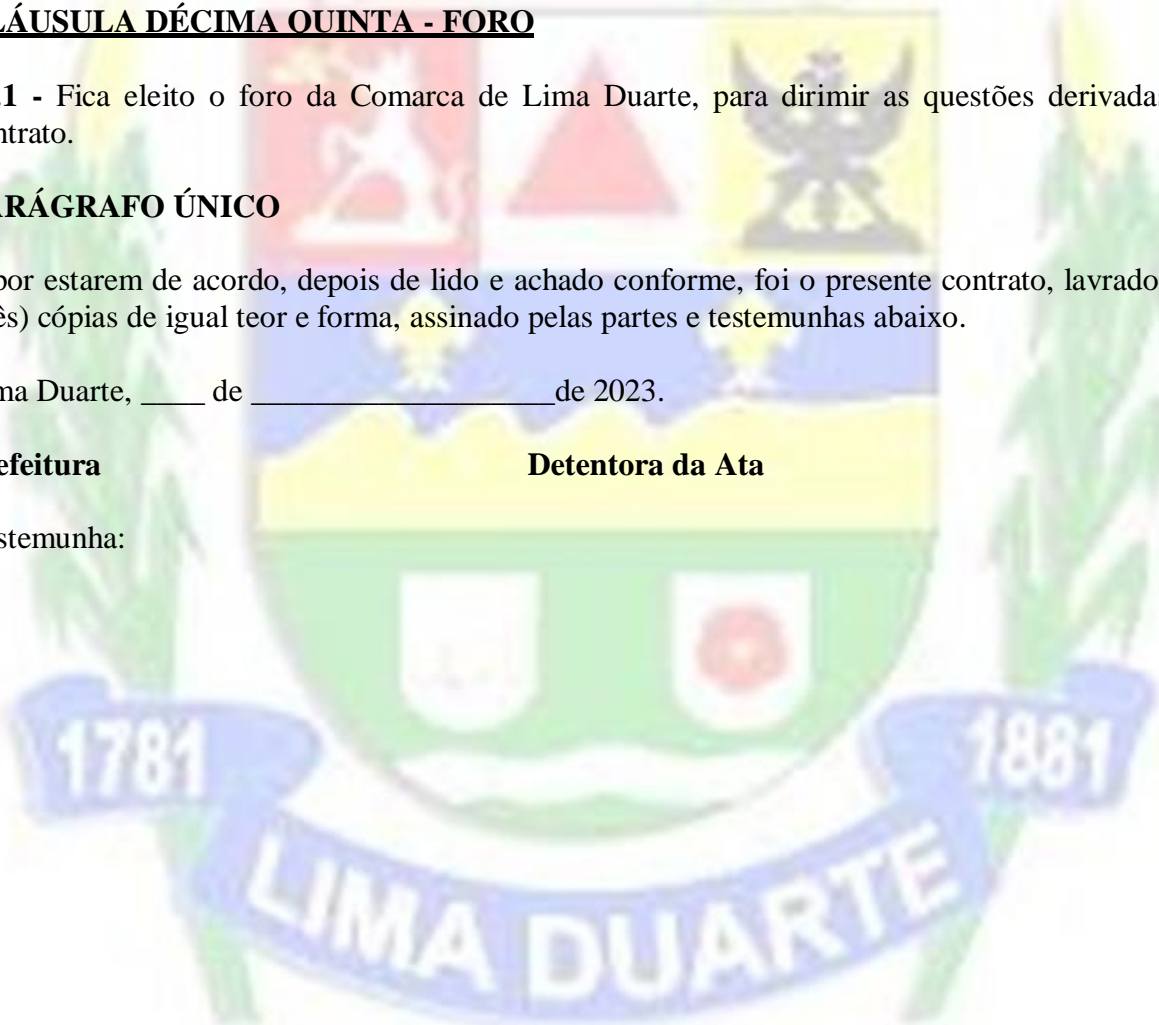 LÁUSULA DÉCIMA QUINTA - FORO
.1 - Fica eleito o foro da Comarca de Lima Duarte, para dirimir as questões derivadas
ntrato.
ARÁGRAFO ÚNICO
por estarem de acordo, depois de lido e achado conforme, foi o presente contrato, lavrado
ês) cópias de igual teor e forma, assinado pelas partes e testemunhas abaixo.
ma Duarte, ____ de ___________________de 2023.
efeitura Detentora da Ata
stemunha:
1781 1881
LIMA DUARTE